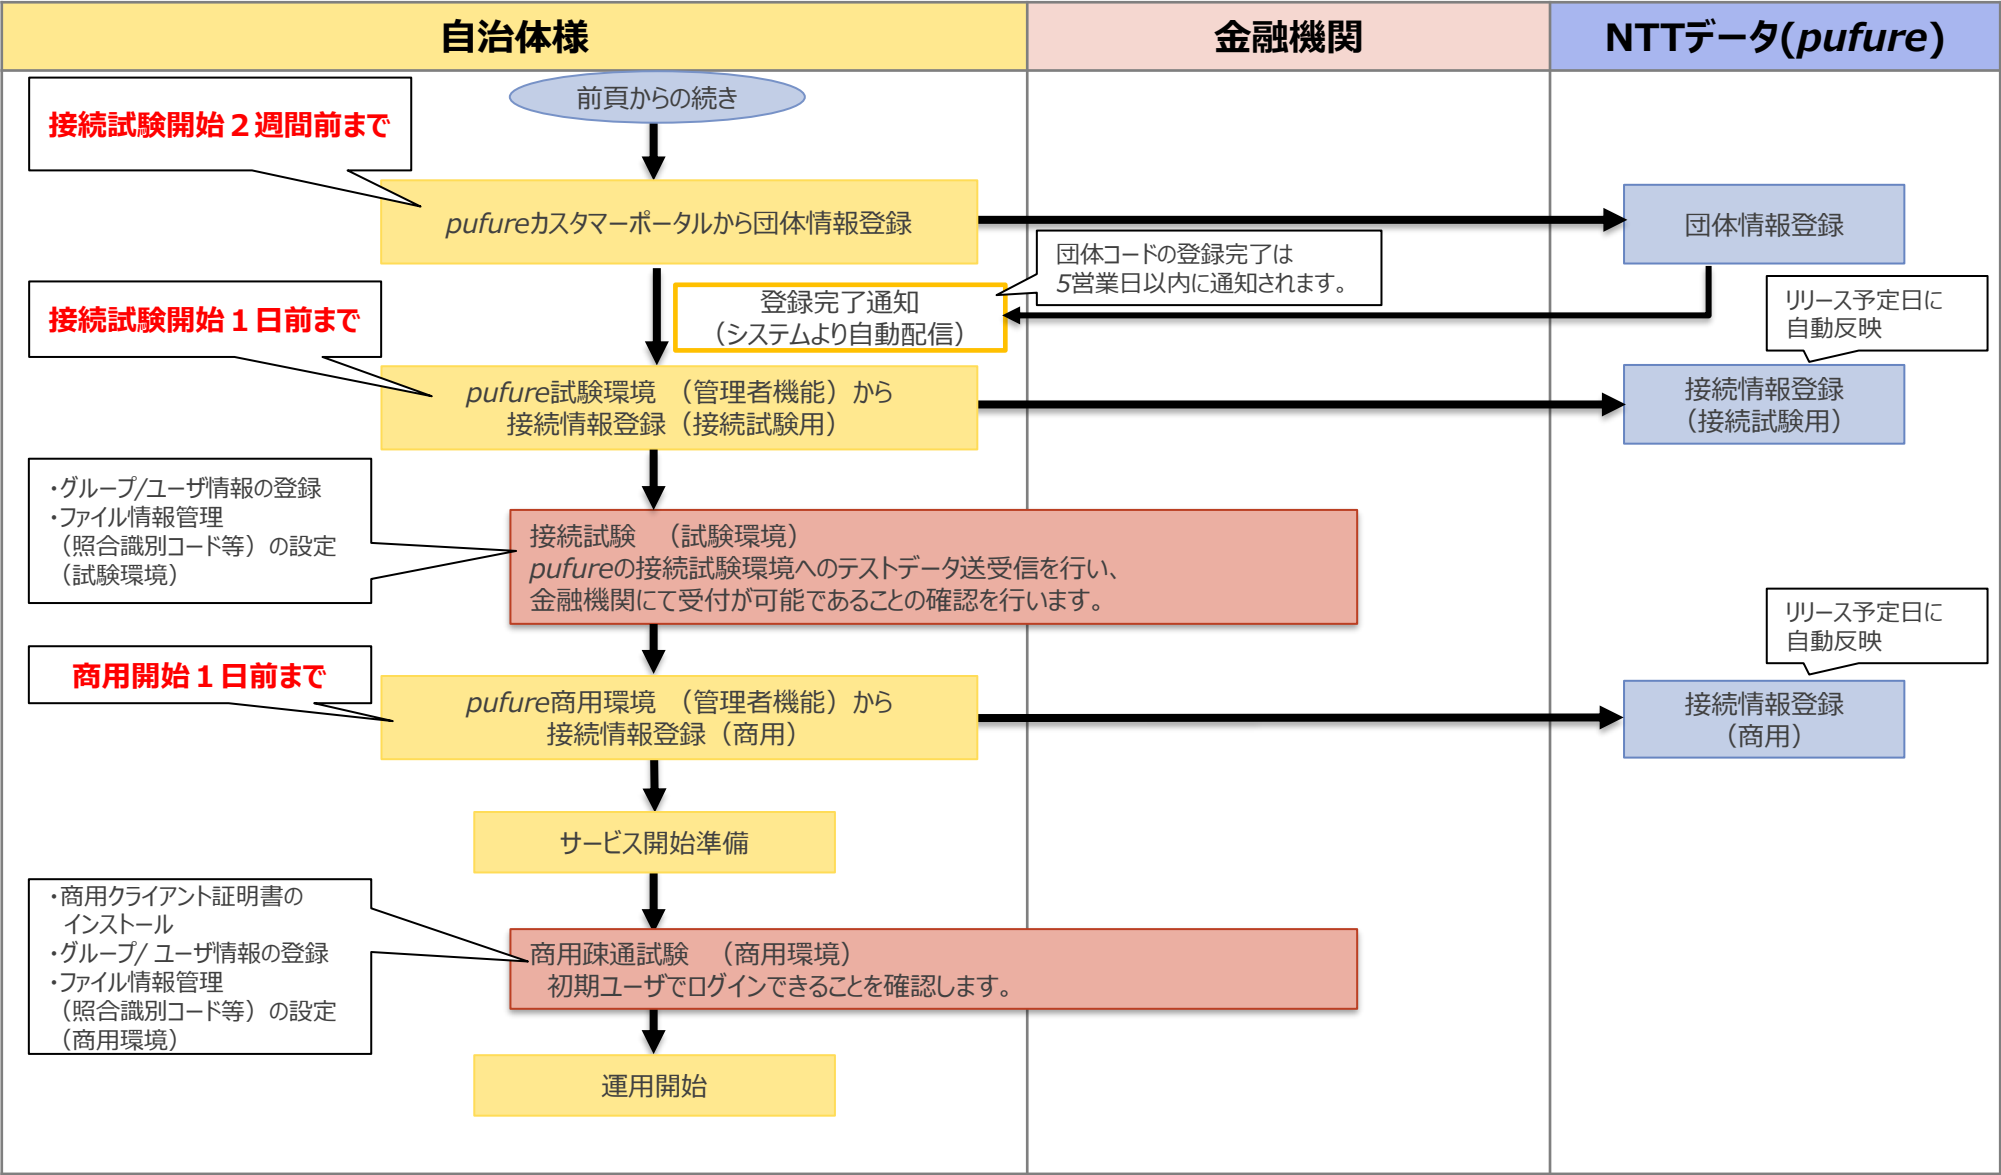 自治体様
金融機関
NTTデータ(pufure)
前頁からの続き
接続試験開始２週間前まで
pufureカスタマーポータルから団体情報登録
団体情報登録
団体コードの登録完了は
5営業日以内に通知されます。
登録完了通知
（システムより自動配信）
リリース予定日に
自動反映
接続試験開始１日前まで
pufure試験環境　（管理者機能）から
接続情報登録（接続試験用）
接続情報登録
（接続試験用）
・グループ/ユーザ情報の登録
・ファイル情報管理
（照合識別コード等）の設定
（試験環境）
接続試験　（試験環境）
pufureの接続試験環境へのテストデータ送受信を行い、
金融機関にて受付が可能であることの確認を行います。
リリース予定日に
自動反映
商用開始１日前まで
pufure商用環境　（管理者機能）から
接続情報登録（商用）
接続情報登録
（商用）
サービス開始準備
・商用クライアント証明書の
インストール
・グループ/ ユーザ情報の登録
・ファイル情報管理
（照合識別コード等）の設定
（商用環境）
商用疎通試験　（商用環境）
初期ユーザでログインできることを確認します。
運用開始